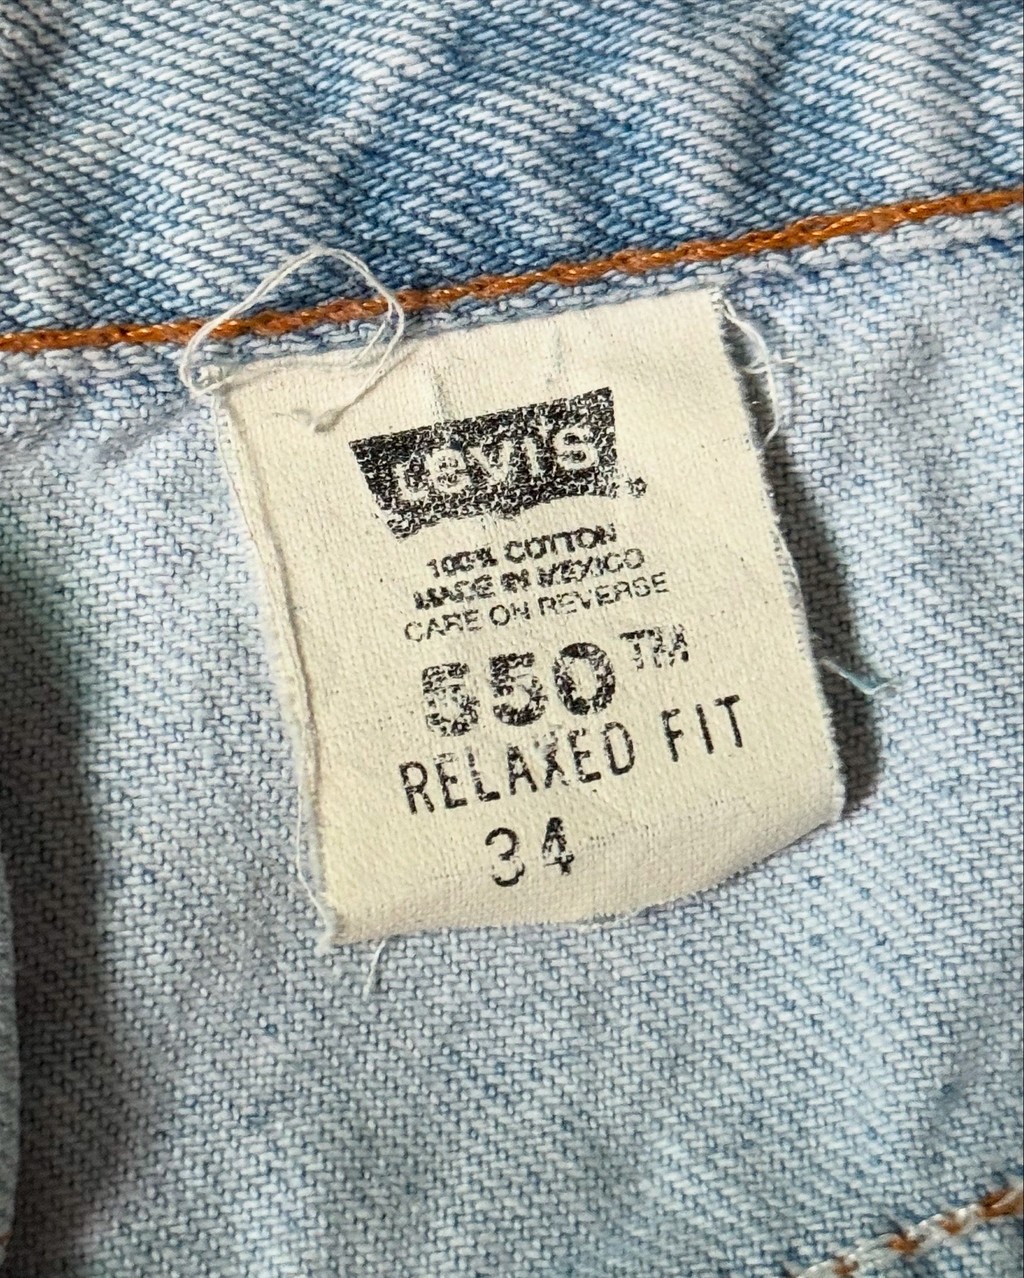 Levi's®
100% COTTON
MADE IN MEXICO
CARE ON REVERSE
550™
RELAXED FIT
34